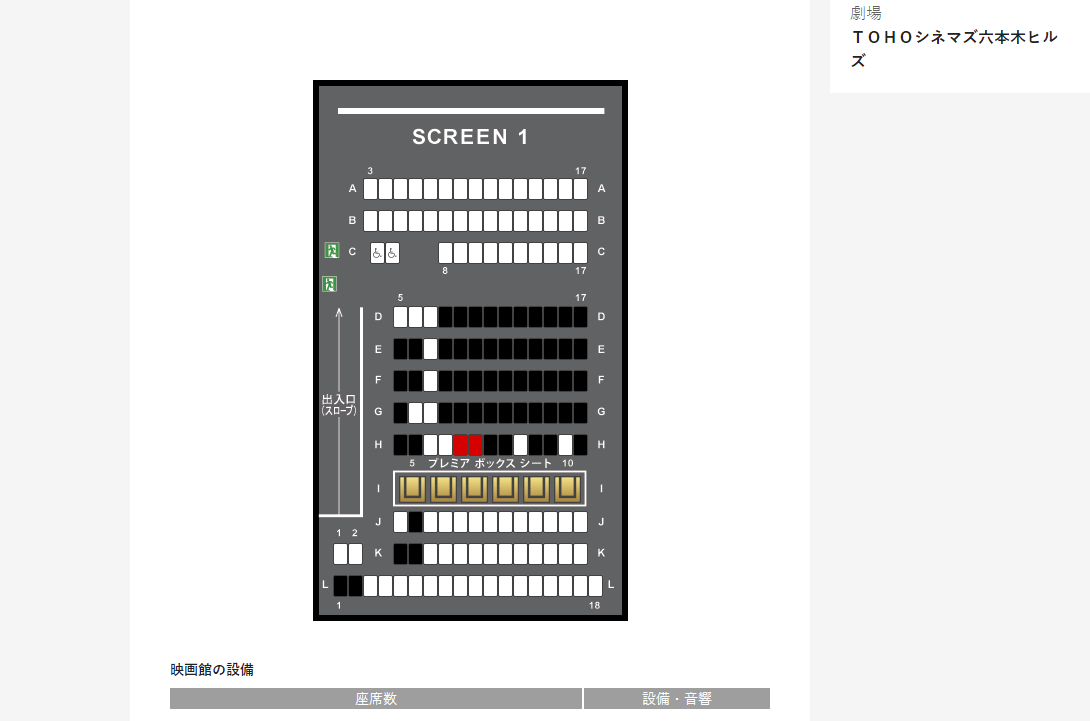 劇場
ＴＯＨＯシネマズ六本木ヒル
ズ
SCREEN 1
3 17
A A
B B
C C
8 17
5 17
D D
E E
F F
出入口
(スロープ)
G G
H H
5 プレミア ボックス シート 10
I I
J J
1 2
K K
L L
1 18
映画館の設備
座席数 設備・音響